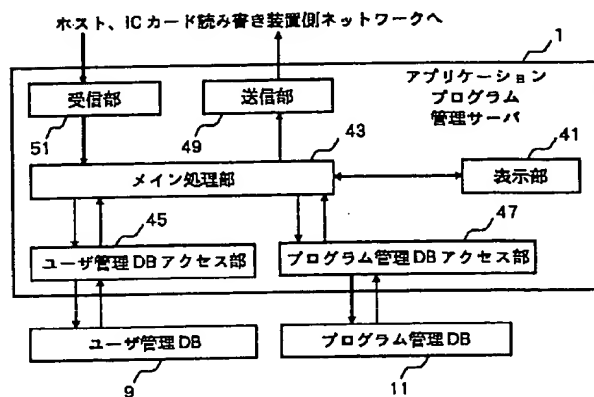 ホスト、ICカード読み書き装置側ネットワークへ
1
アプリケーション
プログラム
管理サーバ
受信部
送信部
51
49
43
41
メイン処理部
表示部
45
47
ユーザ管理DBアクセス部
プログラム管理DBアクセス部
ユーザ管理DB
プログラム管理DB
9
11